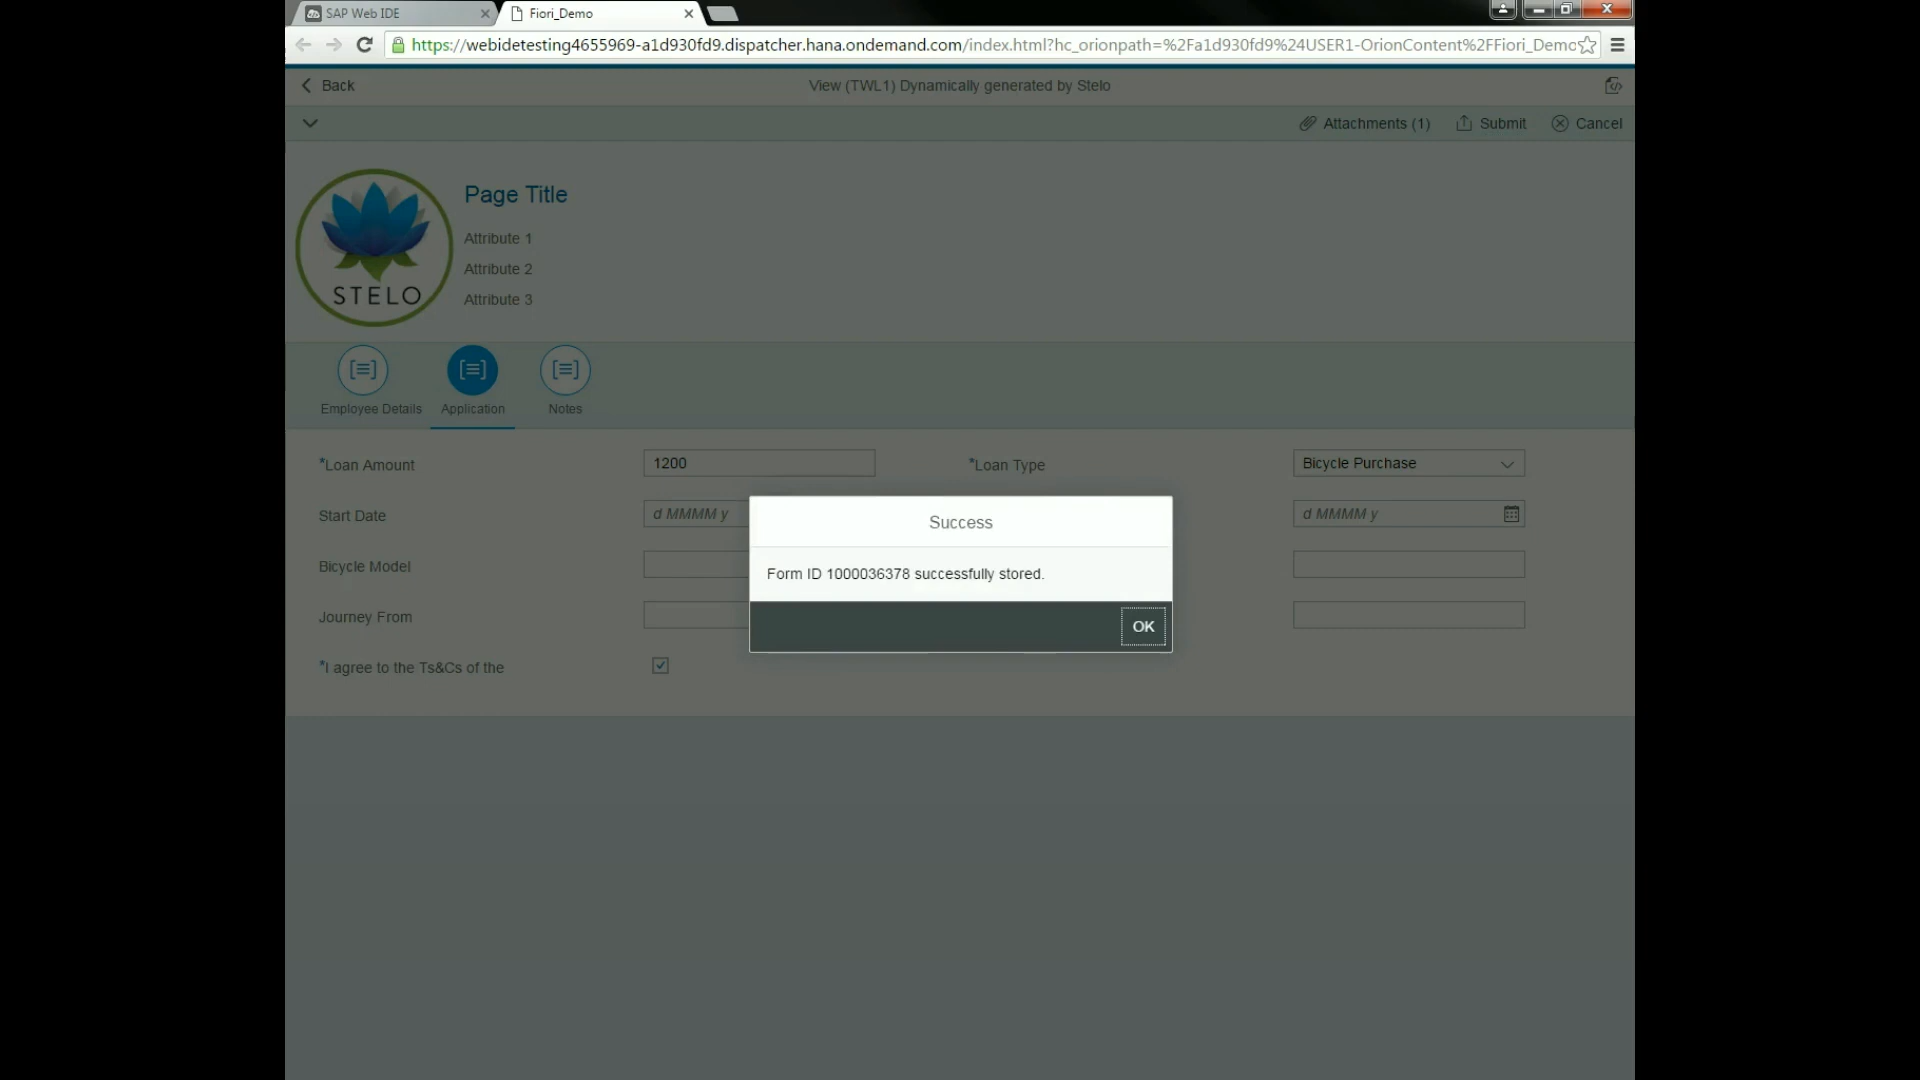 SAP Web IDE
Fiori_Demo
https://webidetesting4655969-a1d930fd9.dispatcher.hana.ondemand.com/index.html?hc_orionpath=%2Fa1d930fd9%24USER1-OrionContent%2FFiori_Demo
Back
View (TWL1) Dynamically generated by Stelo
Attachments (1)
Submit
Cancel
STELO
Page Title
Attribute 1
Attribute 2
Attribute 3
Employee Details
Application
Notes
*Loan Amount
1200
*Loan Type
Bicycle Purchase
Start Date
d MMMM y
d MMMM y
Bicycle Model
Journey From
*I agree to the Ts&Cs of the
Success
Form ID 1000036378 successfully stored.
OK